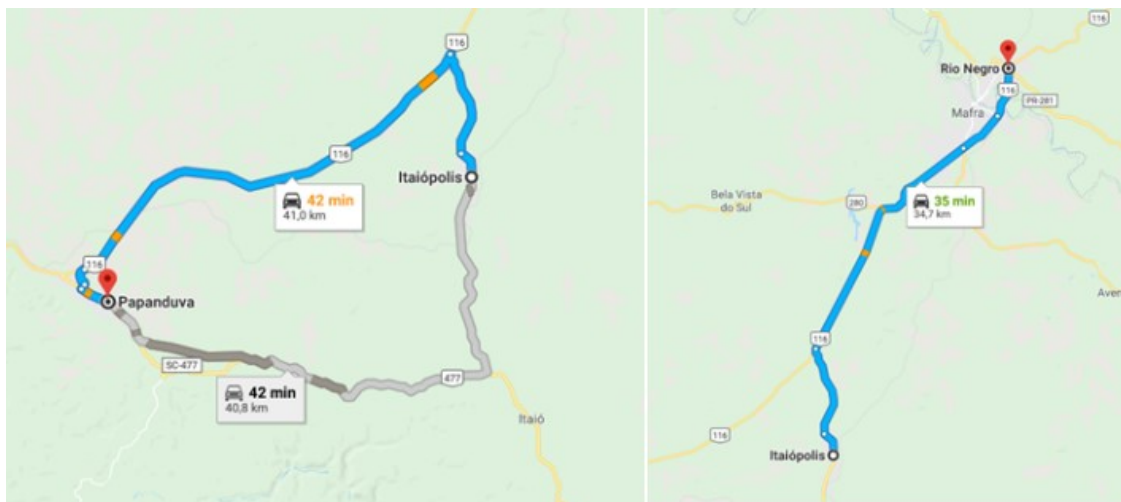 116
116
Itaiópolis
42 min
41,0 km
116
Papanduva
SC-477
42 min
40,8 km
477
Itaió
116
Rio Negro
116
PR-281
Mafra
Bela Vista
do Sul
280
35 min
34,7 km
Aven
116
116
Itaiópolis